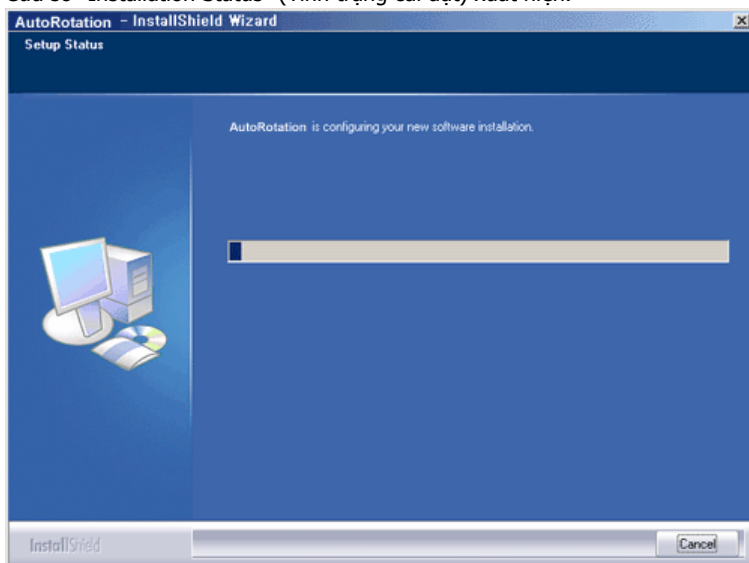 AutoRotation - InstallShield Wizard
Setup Status
AutoRotation is configuring your new software installation.
InstallShield
Cancel